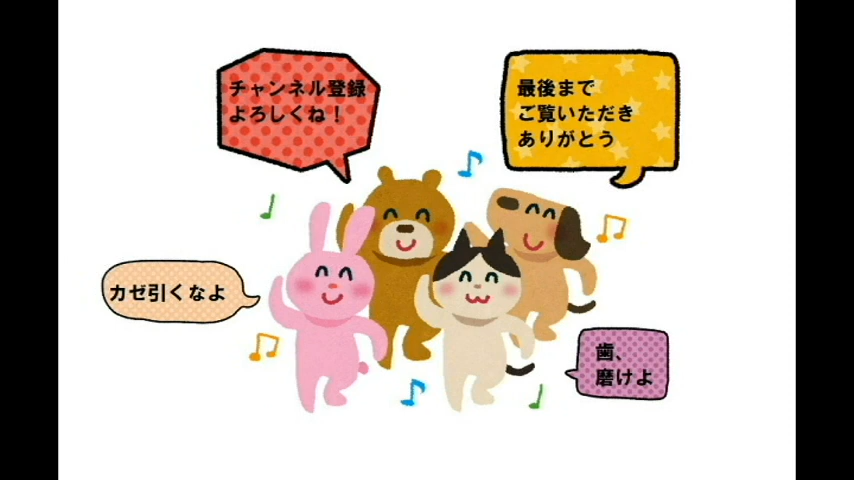 チャンネル登録
よろしくね！
最後まで
ご覧いただき
ありがとう
カゼ引くなよ
歯、
磨けよ